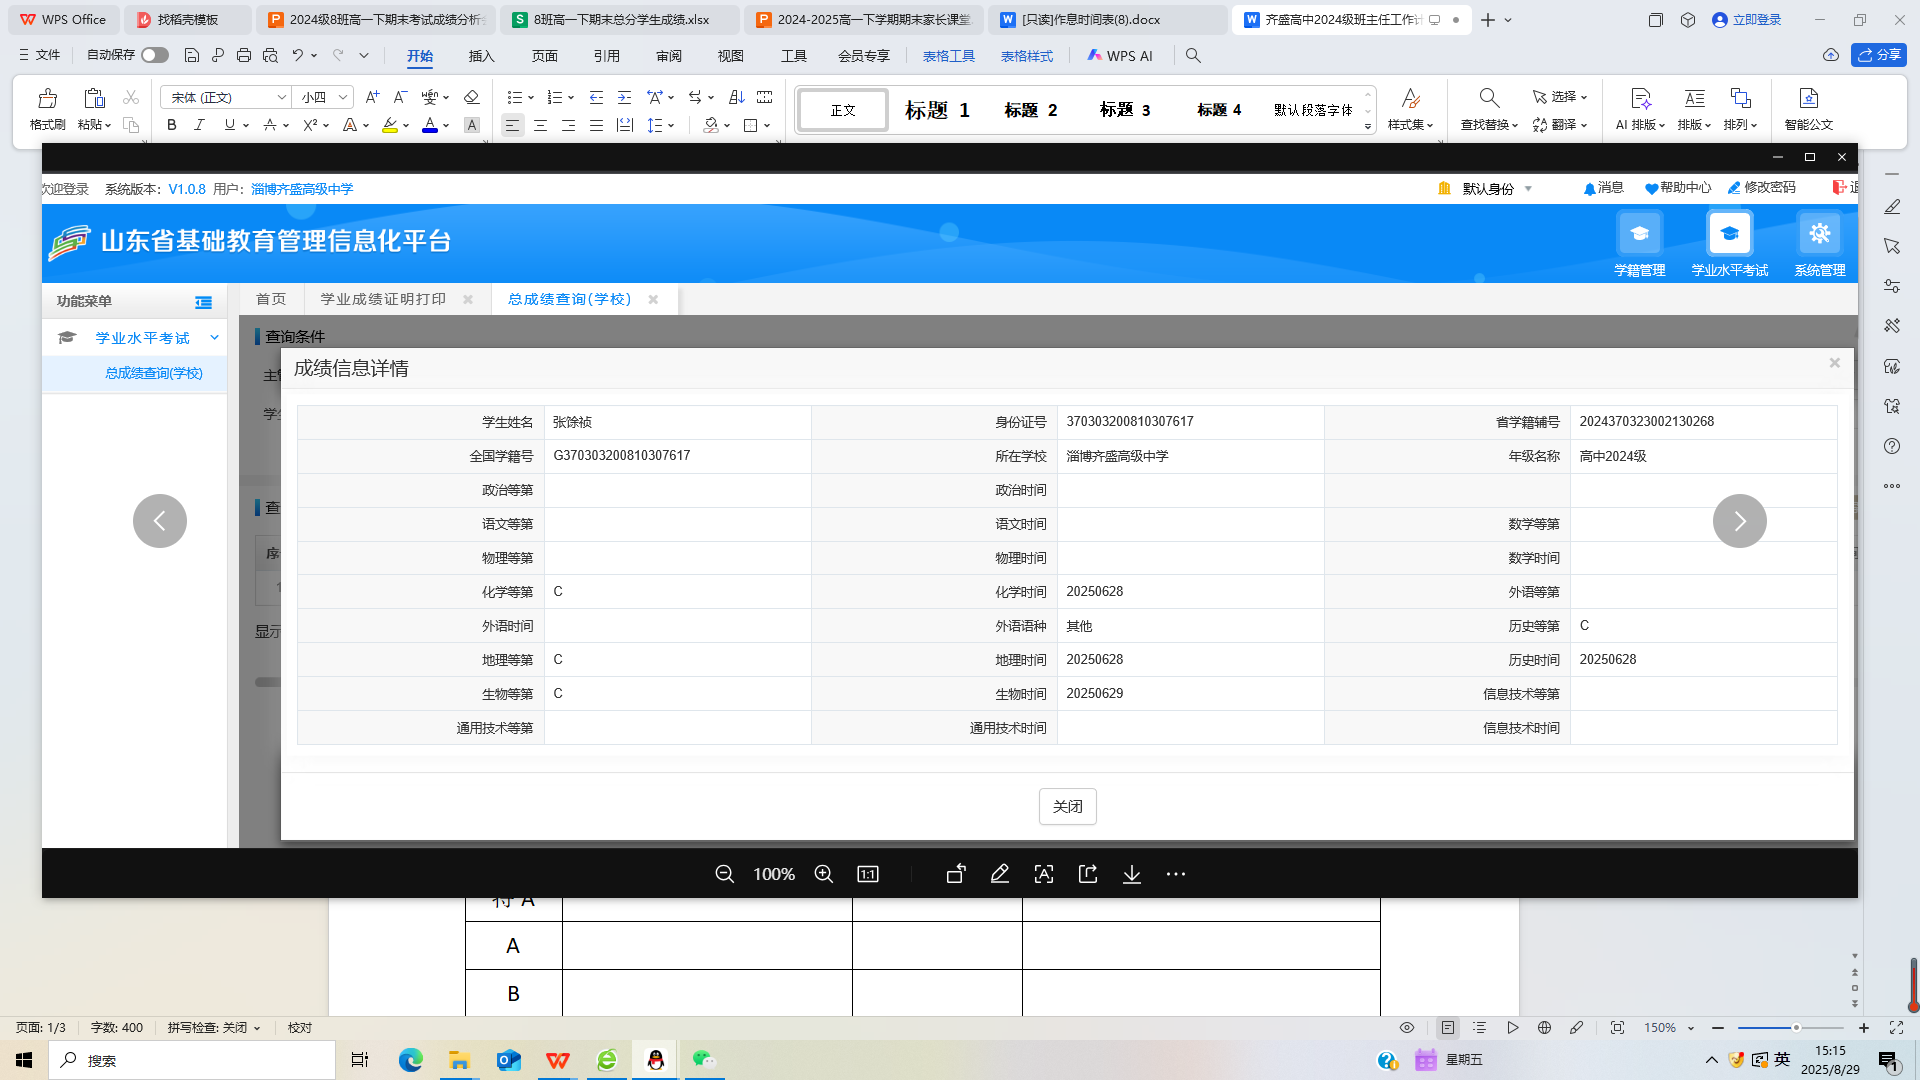 WPS Office 找稻壳模板 2024级8班高一下期末考试成绩分析 8班高一下期末总分学生成绩.xlsx 2024-2025高一下学期期末家长课堂 [只读]作息时间表(8).docx 齐盛高中2024级班主任工作计 立即登录
文件 自动保存 开始 插入 页面 引用 审阅 视图 工具 会员专享 表格工具 表格样式 WPS AI 分享
格式刷 粘贴 宋体 (正文) 小四 正文 标题 1 标题 2 标题 3 标题 4 默认段落字体 样式集 查找替换 选择 翻译 AI 排版 排版 排列 智能公文
欢迎登录 系统版本: V1.0.8 用户: 淄博齐盛高级中学 默认身份 消息 帮助中心 修改密码
山东省基础教育管理信息化平台
学籍管理 学业水平考试 系统管理
功能菜单 首页 学业成绩证明打印 总成绩查询(学校)
学业水平考试 查询条件
总成绩查询(学校)
成绩信息详情
学生姓名 张馀祯 身份证号 370303200810307617 省学籍辅号 2024370323002130268
全国学籍号 G370303200810307617 所在学校 淄博齐盛高级中学 年级名称 高中2024级
政治等第 政治时间
语文等第 语文时间 数学等第
物理等第 物理时间 数学时间
化学等第 C 化学时间 20250628 外语等第
外语时间 外语语种 其他 历史等第 C
地理等第 C 地理时间 20250628 历史时间 20250628
生物等第 C 生物时间 20250629 信息技术等第
通用技术等第 通用技术时间 信息技术时间
关闭
100% 1:1
A
B
页面: 1/3 字数: 400 拼写检查: 关闭 校对 150%
搜索 星期五 英 15:15
2025/8/29 1